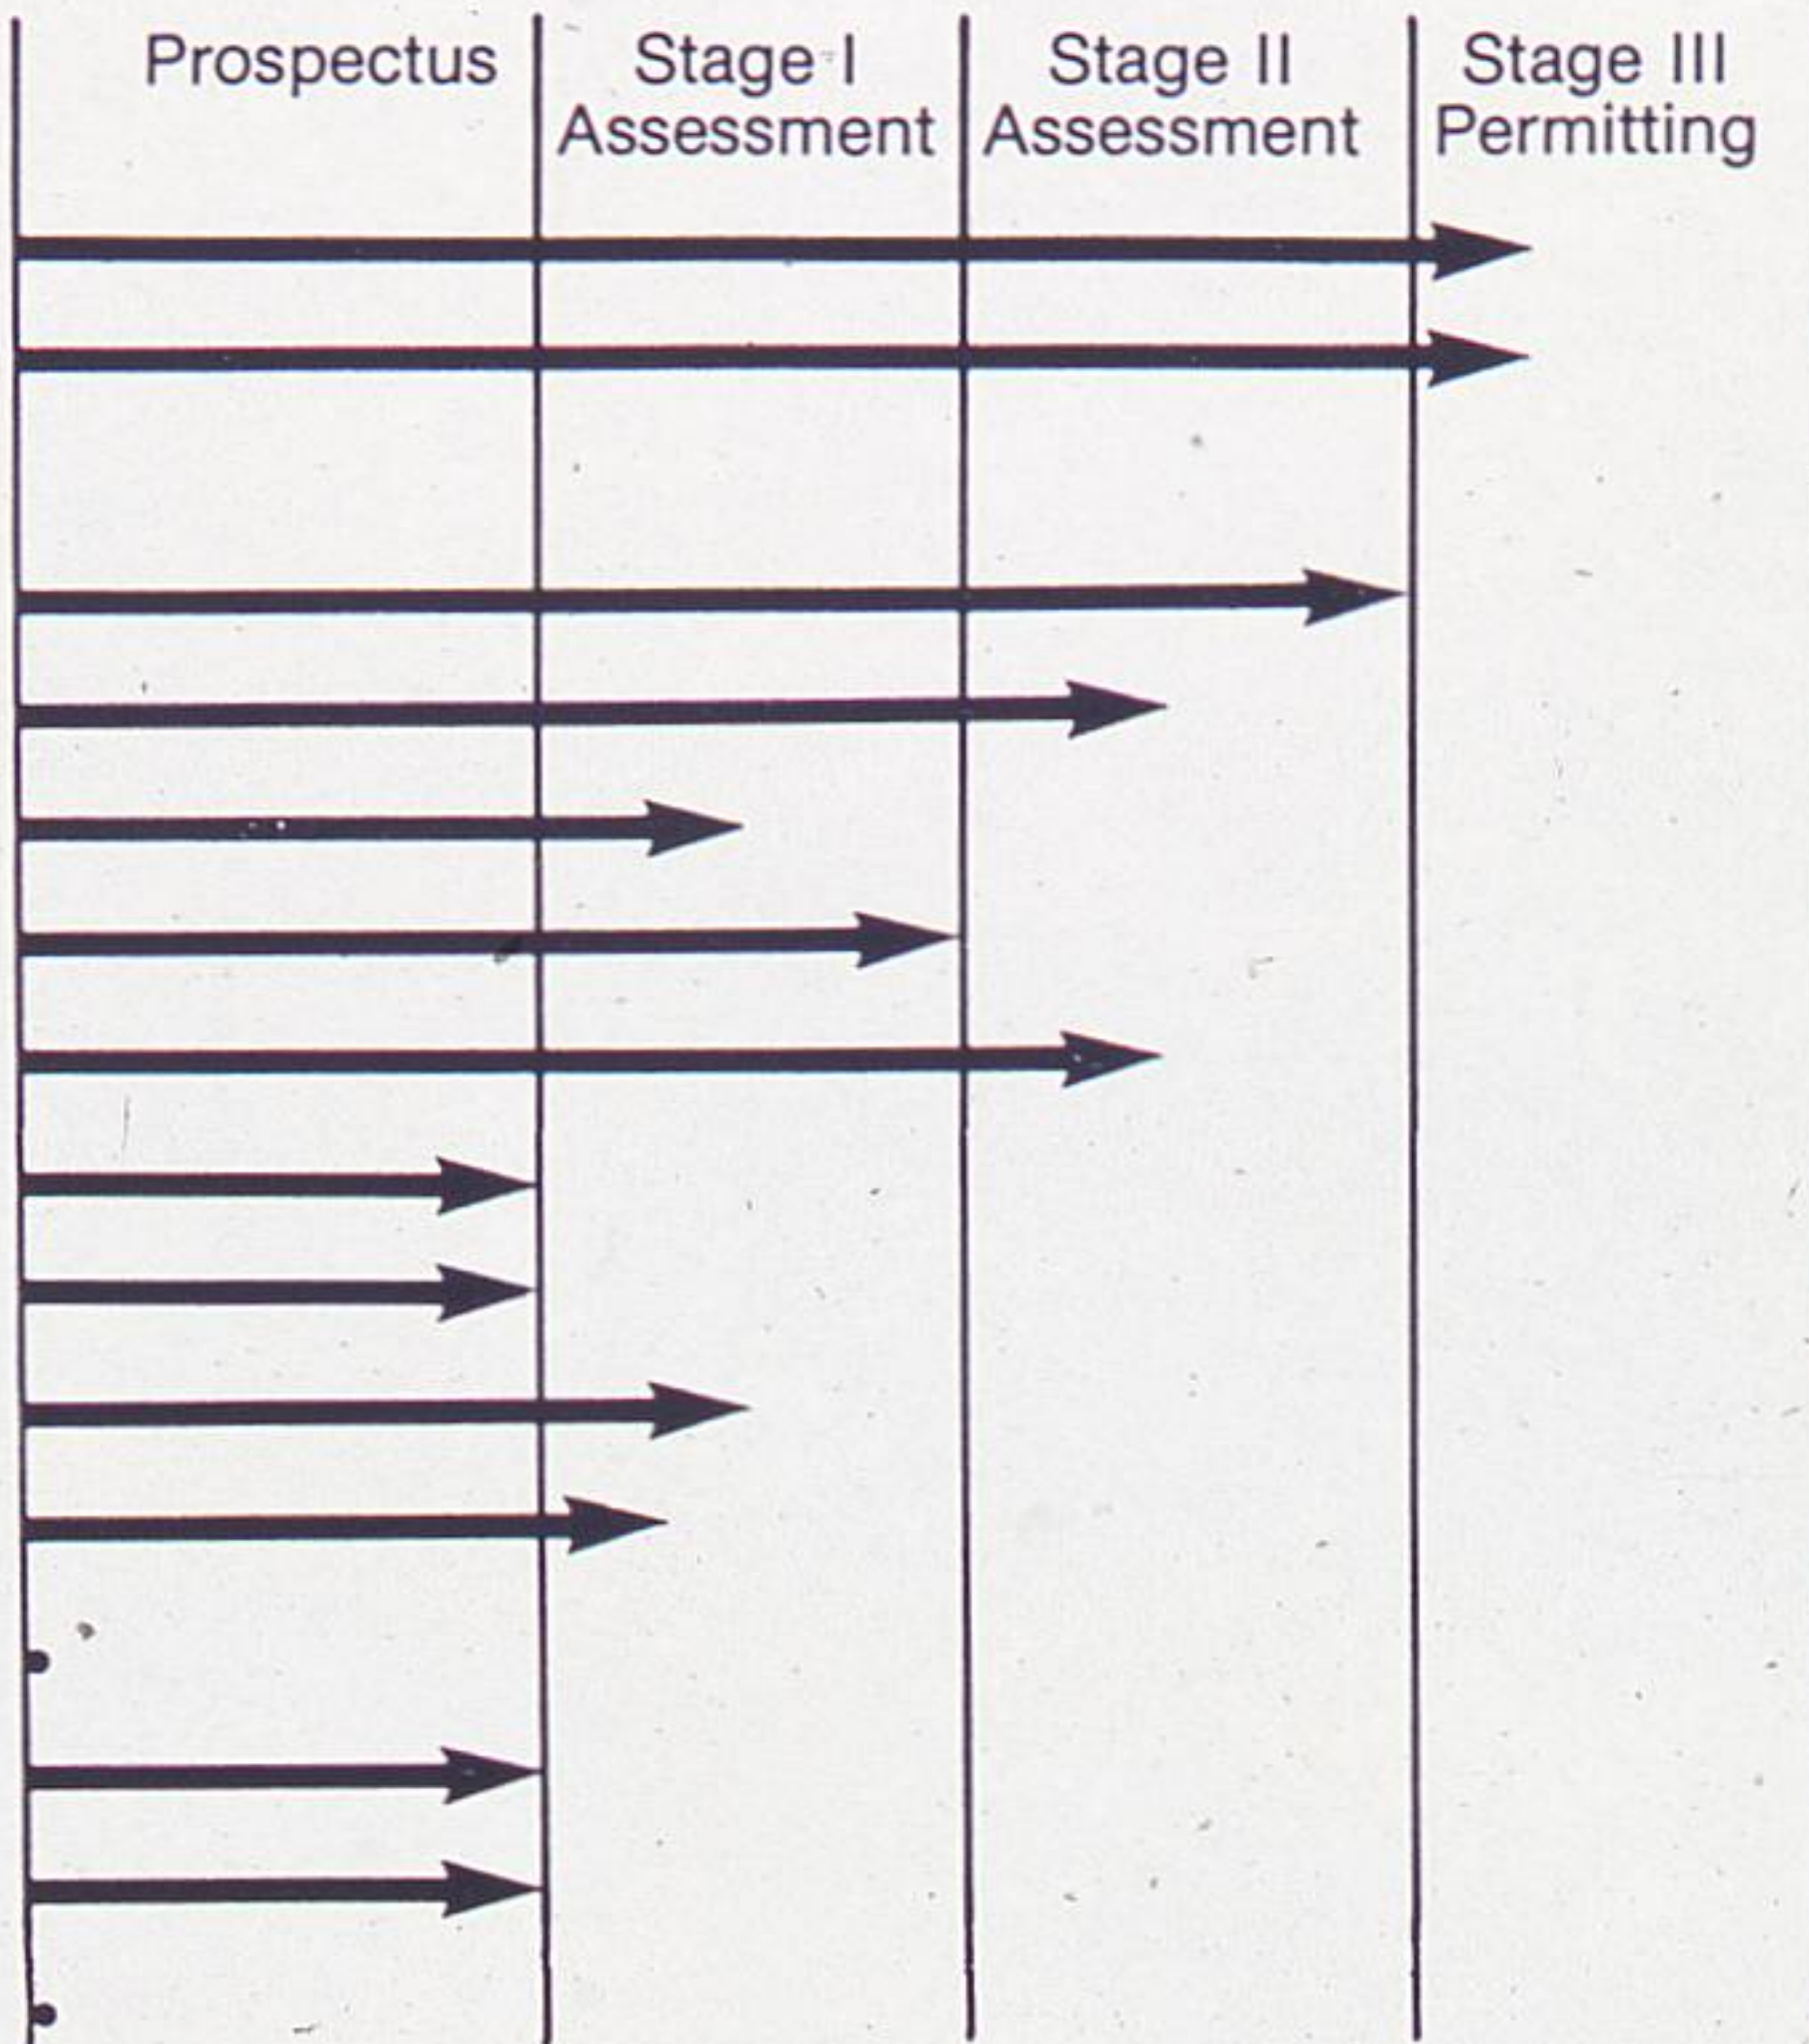 Prospectus
Stage I
Assessment
Stage II
Assessment
Stage III
Permitting